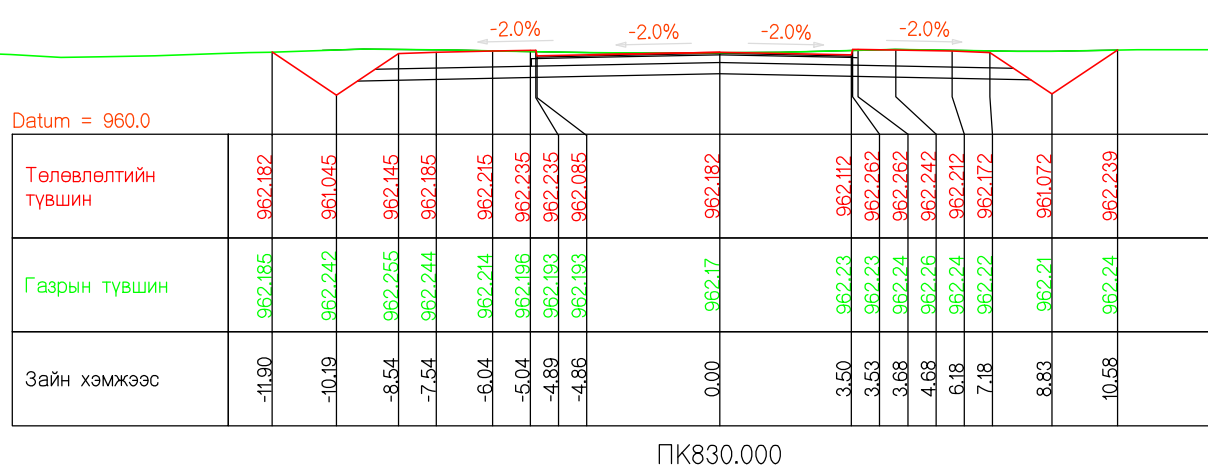 -2.0% -2.0% -2.0% -2.0%
Datum = 960.0
Төлөвлөлтийн
түвшин
962.182 961.045 962.145 962.185 962.215 962.235 962.235 962.085 962.182 962.112 962.262 962.262 962.242 962.212 962.172 961.072 962.239
Газрын түвшин
962.185 962.242 962.255 962.244 962.214 962.196 962.193 962.193 962.17 962.23 962.23 962.24 962.26 962.24 962.22 962.21 962.24
Зайн хэмжээс
-11.90 -10.19 -8.54 -7.54 -6.04 -5.04 -4.89 -4.86 0.00 3.50 3.53 3.68 4.68 6.18 7.18 8.83 10.58
ПК830.000